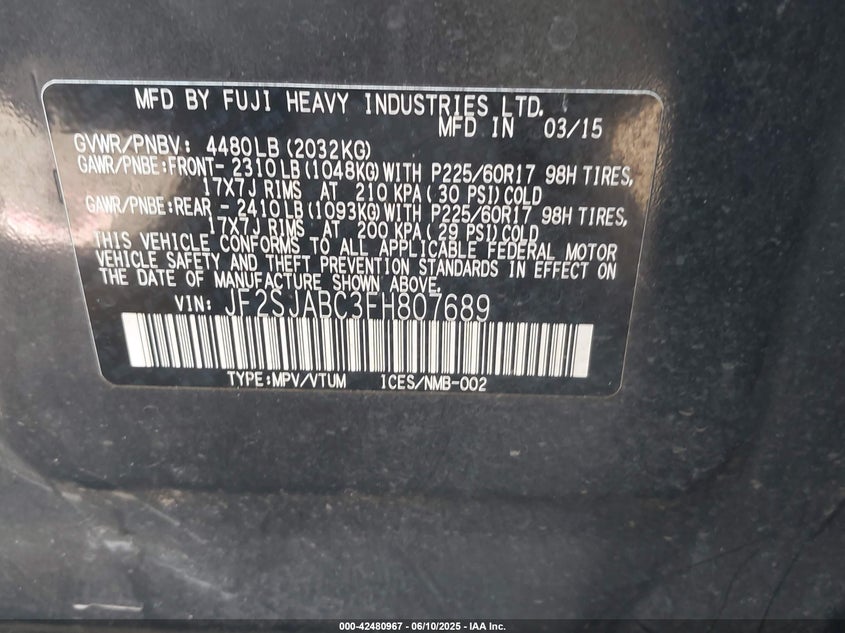 MFD BY FUJI HEAVY INDUSTRIES LTD.
MFD IN 03/15
GVWR/PNBV: 4480LB(2032KG)
GAWR/PNBE:FRONT- 2310LB(1048KG)WITH P225/60R17 98H TIRES,
17X7J RIMS AT 210 KPA( 30 PSI)COLD
GAWR/PNBE:REAR - 2410LB(1093KG)WITH P225/60R17 98H TIRES,
17X7J RIMS AT 200 KPA( 29 PSI)COLD
THIS VEHICLE CONFORMS TO ALL APPLICABLE FEDERAL MOTOR
VEHICLE SAFETY AND THEFT PREVENTION STANDARDS IN EFFECT ON
THE DATE OF MANUFACTURE SHOWN ABOVE.
VIN: JF2SJABC3FH807689
TYPE:MPV/VTUM ICES/NMB-002
000-42480967 - 06/10/2025 - IAA Inc.